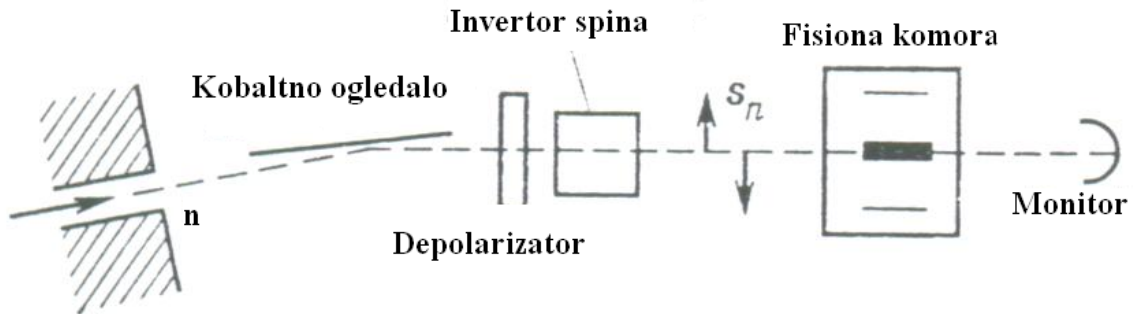 Invertor spina
Fisiona komora
Kobaltno ogledalo
s_n
n
Monitor
Depolarizator